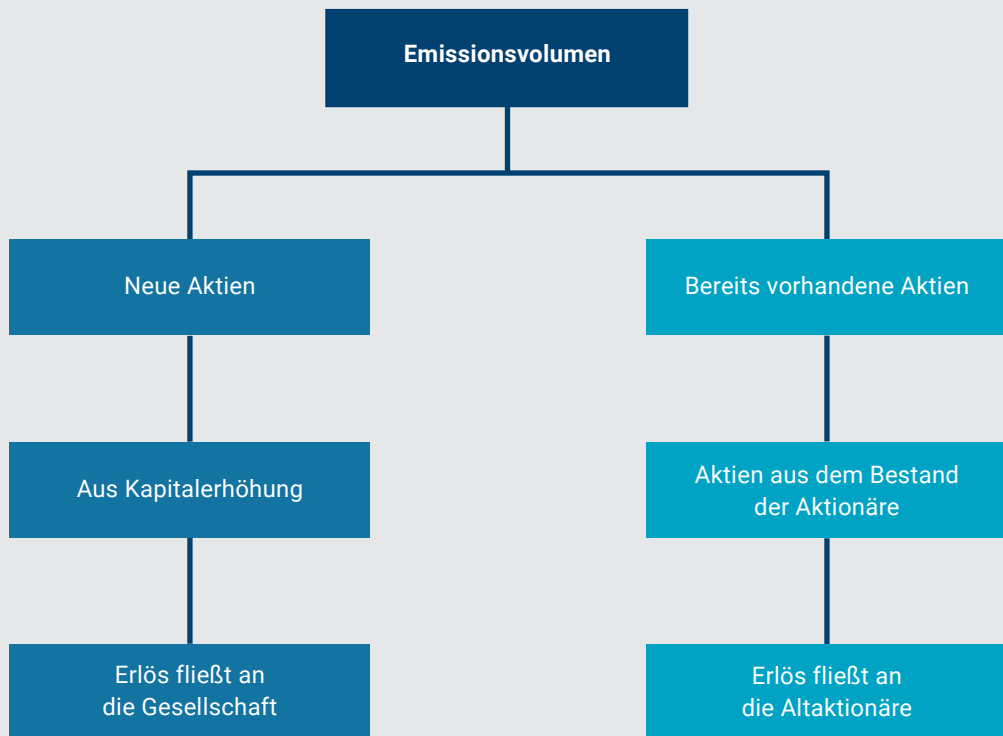 Emissionsvolumen
Neue Aktien
Bereits vorhandene Aktien
Aus Kapitalerhöhung
Aktien aus dem Bestand
der Aktionäre
Erlös fließt an
die Gesellschaft
Erlös fließt an
die Altaktionäre